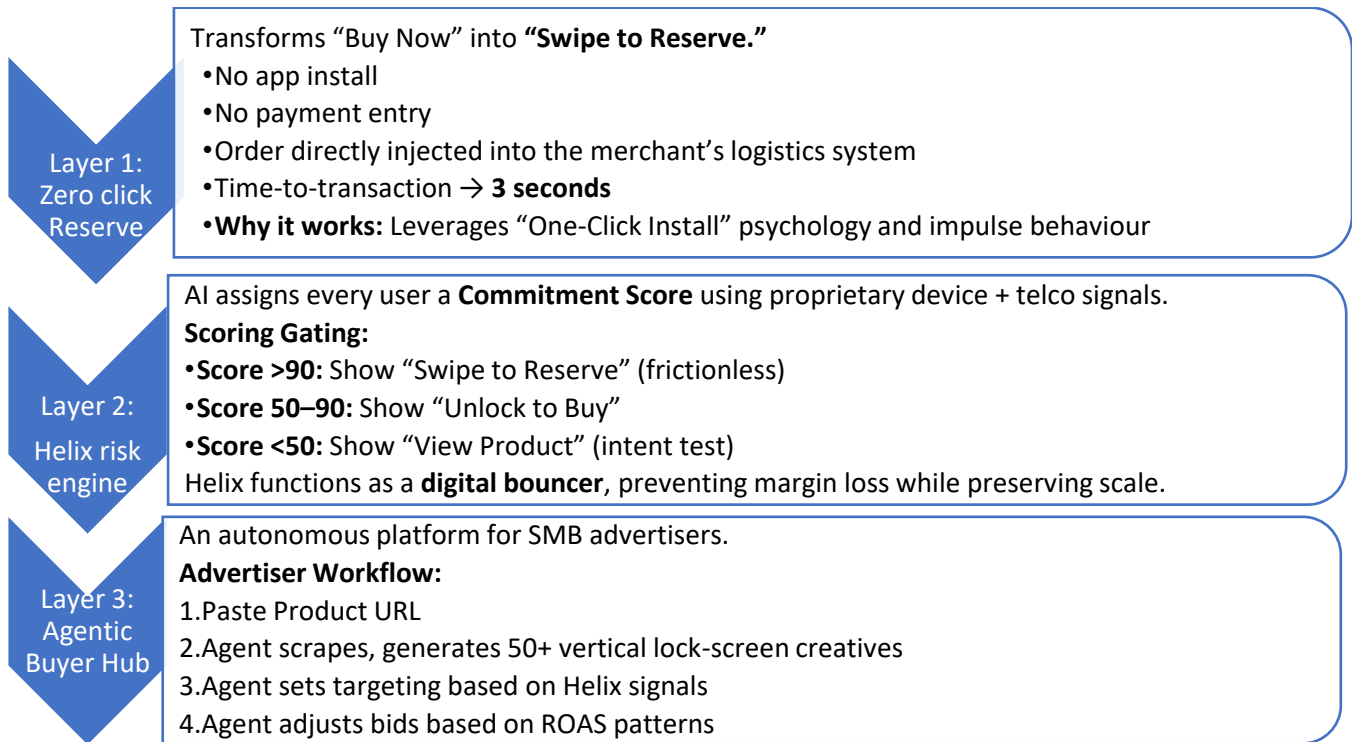 Layer 1:
Zero click
Reserve
Transforms “Buy Now” into “Swipe to Reserve.”
•No app install
•No payment entry
•Order directly injected into the merchant’s logistics system
•Time-to-transaction → 3 seconds
•Why it works: Leverages “One-Click Install” psychology and impulse behaviour
Layer 2:
Helix risk
engine
AI assigns every user a Commitment Score using proprietary device + telco signals.
Scoring Gating:
•Score >90: Show “Swipe to Reserve” (frictionless)
•Score 50–90: Show “Unlock to Buy”
•Score <50: Show “View Product” (intent test)
Helix functions as a digital bouncer, preventing margin loss while preserving scale.
Layer 3:
Agentic
Buyer Hub
An autonomous platform for SMB advertisers.
Advertiser Workflow:
1.Paste Product URL
2.Agent scrapes, generates 50+ vertical lock-screen creatives
3.Agent sets targeting based on Helix signals
4.Agent adjusts bids based on ROAS patterns